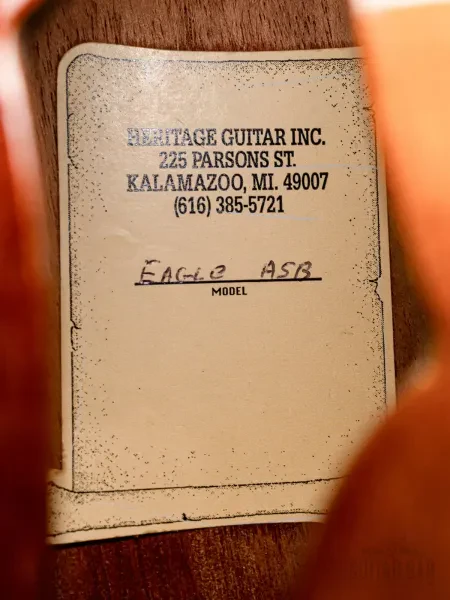 HERITAGE GUITAR INC.
225 PARSONS ST.
KALAMAZOO, MI. 49007
(616) 385-5721
EAGLE ASB
MODEL